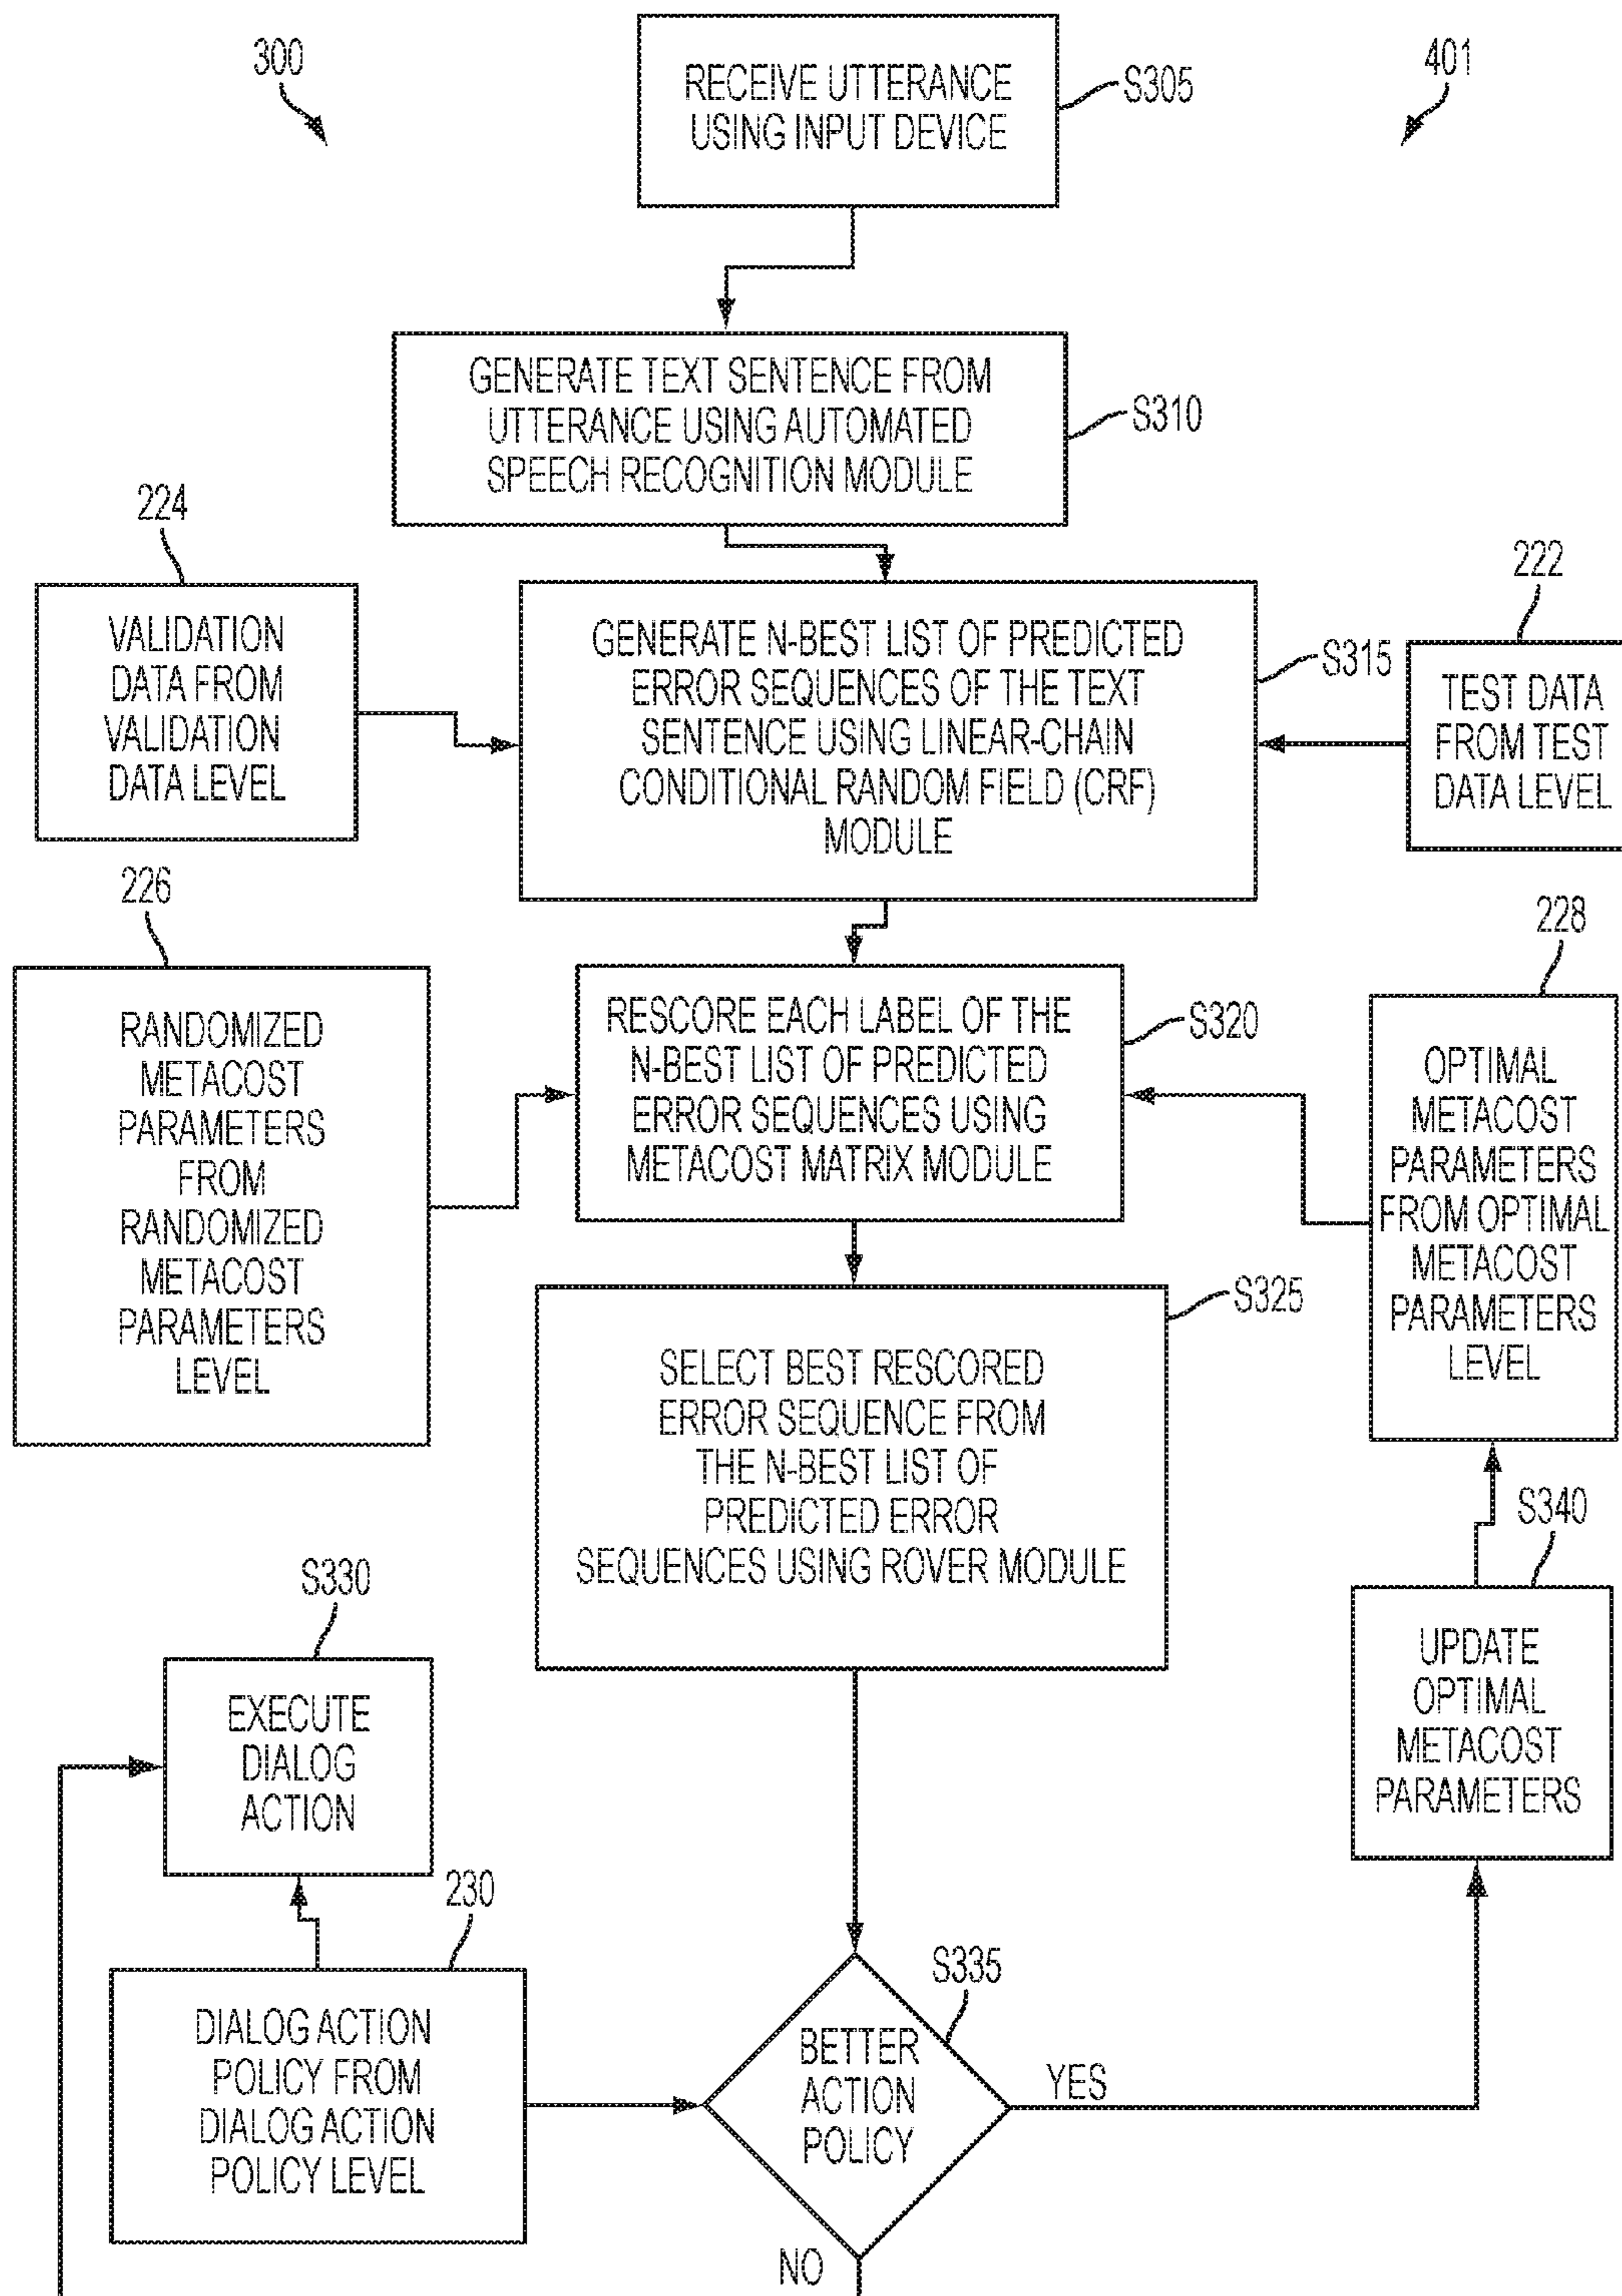 300
401
RECEIVE UTTERANCE
USING INPUT DEVICE
S305
GENERATE TEXT SENTENCE FROM
UTTERANCE USING AUTOMATED
SPEECH RECOGNITION MODULE
S310
224
VALIDATION
DATA FROM
VALIDATION
DATA LEVEL
GENERATE N-BEST LIST OF PREDICTED
ERROR SEQUENCES OF THE TEXT
SENTENCE USING LINEAR-CHAIN
CONDITIONAL RANDOM FIELD (CRF)
MODULE
S315
222
TEST DATA
FROM TEST
DATA LEVEL
226
RANDOMIZED
METACOST
PARAMETERS
FROM
RANDOMIZED
METACOST
PARAMETERS
LEVEL
RESCORE EACH LABEL OF THE
N-BEST LIST OF PREDICTED
ERROR SEQUENCES USING
METACOST MATRIX MODULE
S320
228
OPTIMAL
METACOST
PARAMETERS
FROM OPTIMAL
METACOST
PARAMETERS
LEVEL
SELECT BEST RESCORED
ERROR SEQUENCE FROM
THE N-BEST LIST OF
PREDICTED ERROR
SEQUENCES USING ROVER MODULE
S325
S340
UPDATE
OPTIMAL
METACOST
PARAMETERS
S330
EXECUTE
DIALOG
ACTION
230
DIALOG ACTION
POLICY FROM
DIALOG ACTION
POLICY LEVEL
S335
BETTER
ACTION
POLICY
YES
NO